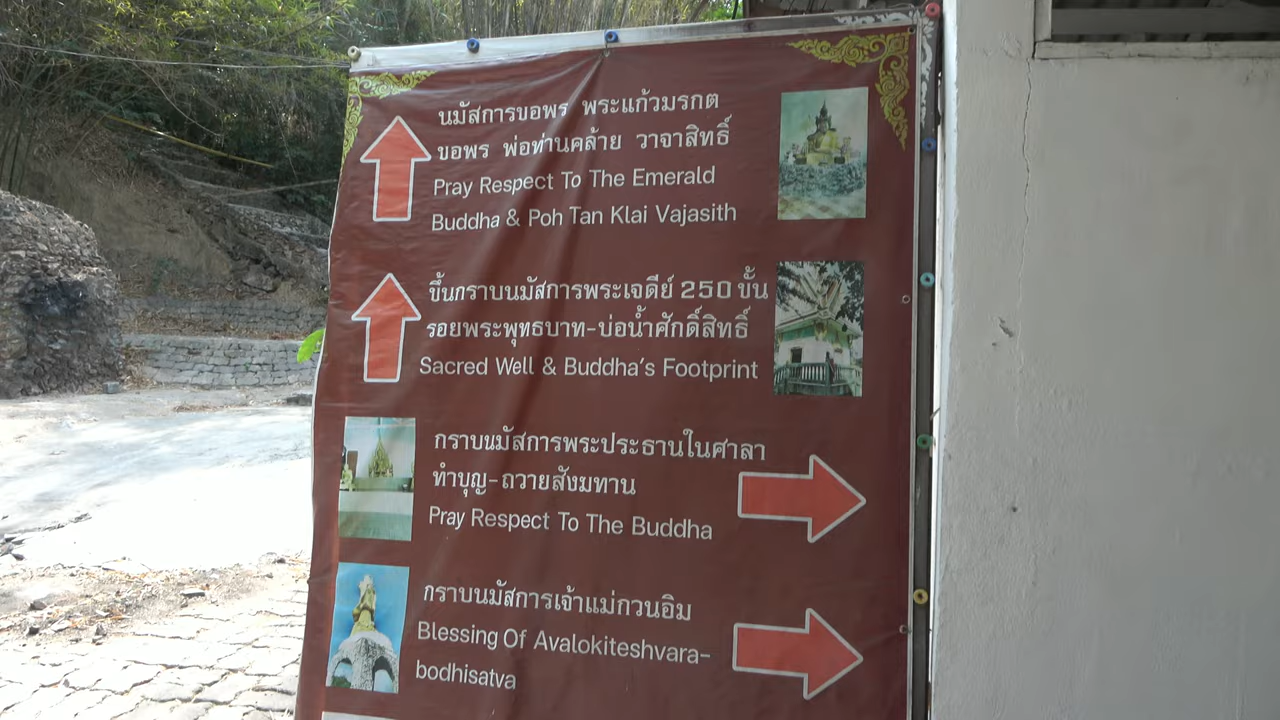 นมัสการขอพร พระแก้วมรกต
ขอพร พ่อท่านคล้าย วาจาสิทธิ์
Pray Respect To The Emerald
Buddha & Poh Tan Klai Vajasith
ขึ้นกราบนมัสการพระเจดีย์ 250 ขั้น
รอยพระพุทธบาท-บ่อน้ำศักดิ์สิทธิ์
Sacred Well & Buddha's Footprint
กราบนมัสการพระประธานในศาลา
ทำบุญ-ถวายสังฆทาน
Pray Respect To The Buddha
กราบนมัสการเจ้าแม่กวนอิม
Blessing Of Avalokiteshvara-
bodhisatva